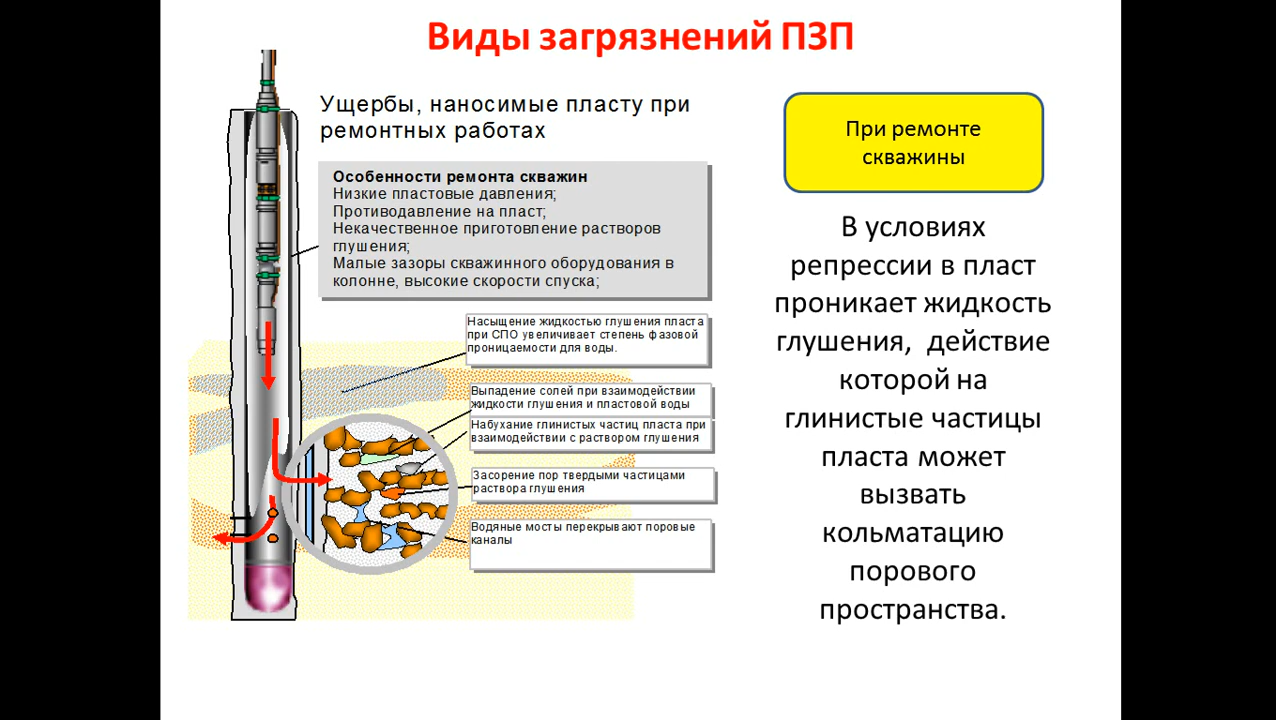 Виды загрязнений ПЗП
Ущербы, наносимые пласту при
ремонтных работах
Особенности ремонта скважин
Низкие пластовые давления;
Противодавление на пласт;
Некачественное приготовление растворов
глушения;
Малые зазоры скважинного оборудования в
колонне, высокие скорости спуска;
Насыщение жидкостью глушения пласта
при СПО увеличивает степень фазовой
проницаемости для воды.
Выпадение солей при взаимодействии
жидкости глушения и пластовой воды
Набухание глинистых частиц пласта при
взаимодействии с раствором глушения
Засорение пор твердыми частицами
раствора глушения
Водяные мосты перекрывают поровые
каналы
При ремонте
скважины
В условиях
репрессии в пласт
проникает жидкость
глушения, действие
которой на
глинистые частицы
пласта может
вызвать
кольматацию
порового
пространства.